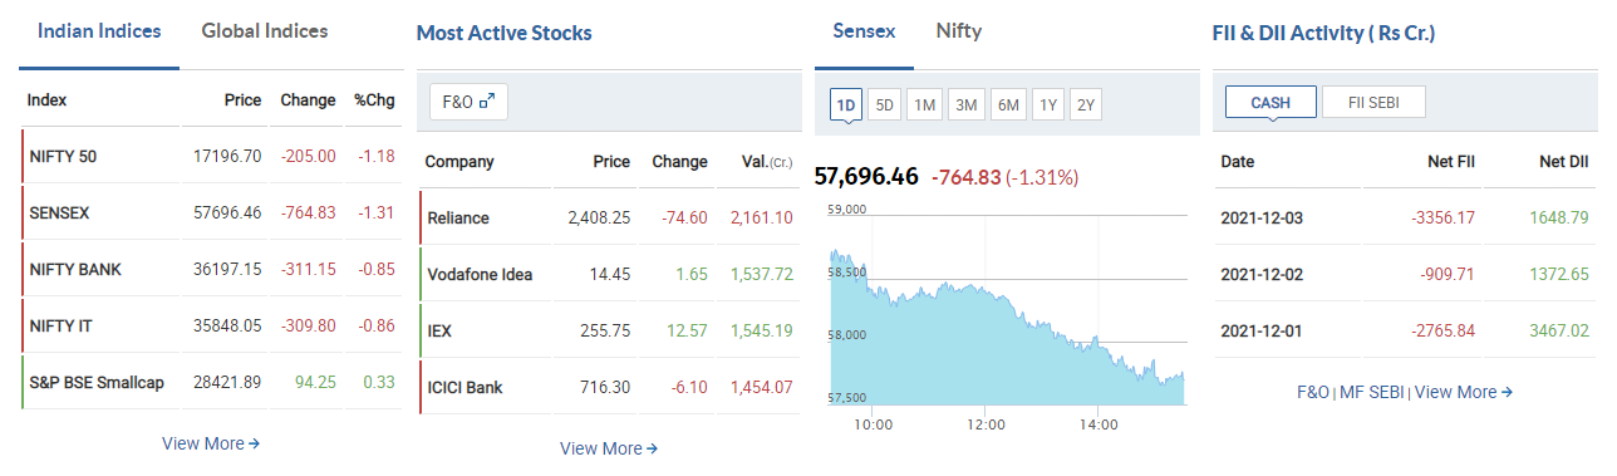 Indian Indices Global Indices
Index Price Change %Chg
NIFTY 50 17196.70 -205.00 -1.18
SENSEX 57696.46 -764.83 -1.31
NIFTY BANK 36197.15 -311.15 -0.85
NIFTY IT 35848.05 -309.80 -0.86
S&P BSE Smallcap 28421.89 94.25 0.33
View More
Most Active Stocks
F&O
Company Price Change Val.(Cr.)
Reliance 2,408.25 -74.60 2,161.10
Vodafone Idea 14.45 1.65 1,537.72
IEX 255.75 12.57 1,545.19
ICICI Bank 716.30 -6.10 1,454.07
View More
Sensex Nifty
1D 5D 1M 3M 6M 1Y 2Y
57,696.46 -764.83 (-1.31%)
59,000
58,500
58,000
57,500
10:00 12:00 14:00
FII & DII Activity ( Rs Cr.)
CASH FII SEBI
Date Net FII Net DII
2021-12-03 -3356.17 1648.79
2021-12-02 -909.71 1372.65
2021-12-01 -2765.84 3467.02
F&O | MF SEBI | View More